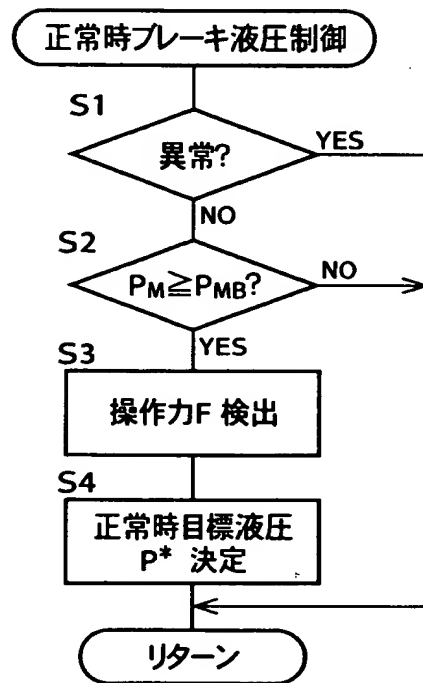 正常時ブレーキ液圧制御
S1
異常?
YES
NO
S2
PM≧PMB?
NO
YES
S3
操作力F 検出
S4
正常時目標液圧
P* 決定
リターン